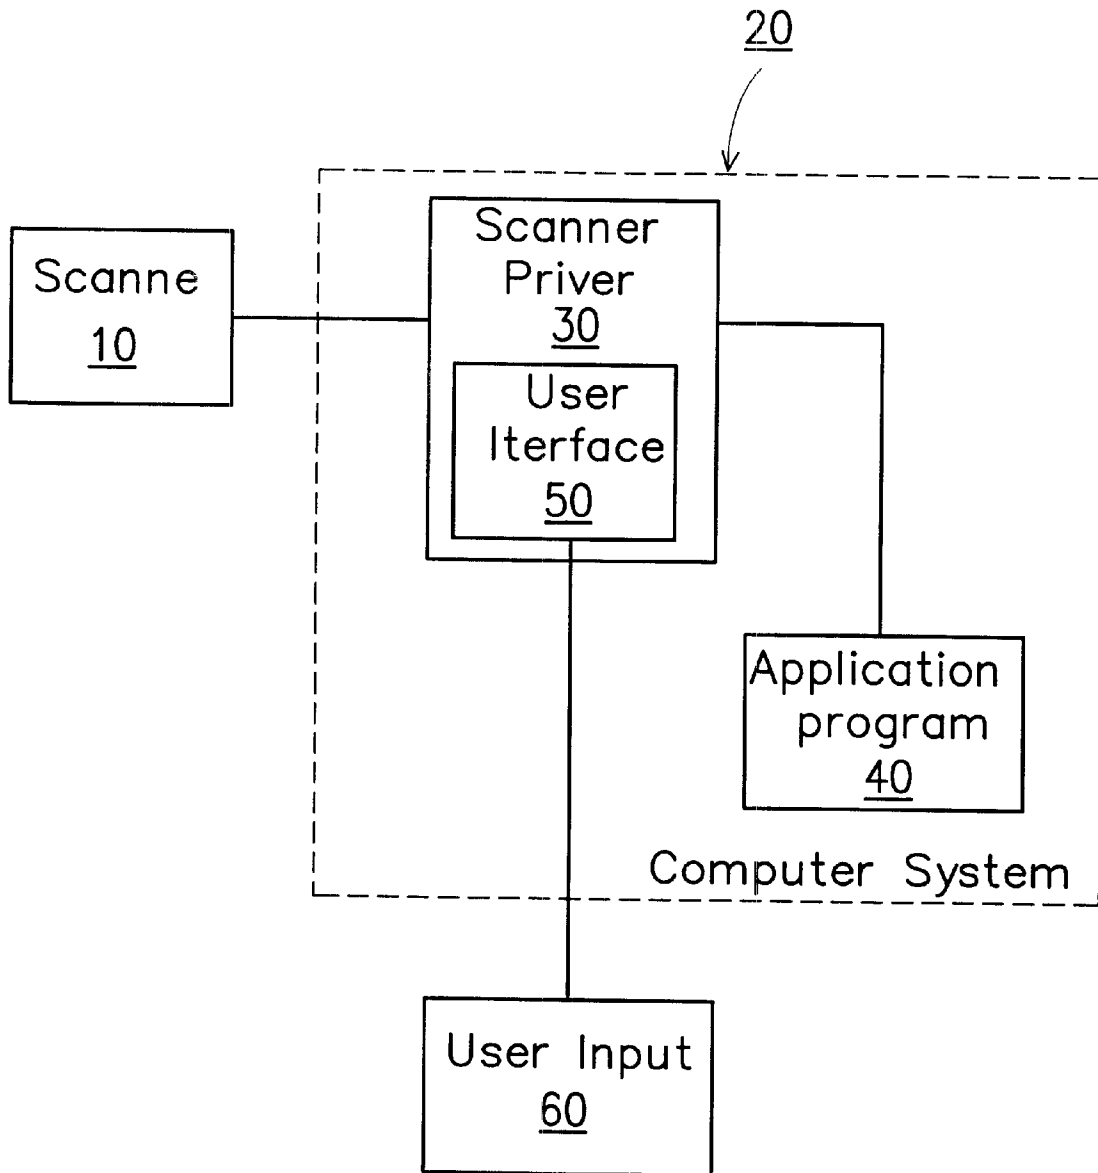 20
Scanne
10
Scanner
Priver
30
User
Iterface
50
Application
program
40
Computer System
User Input
60